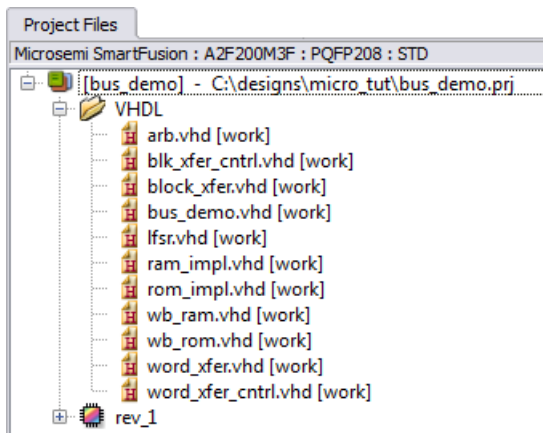 Project Files
Microsemi SmartFusion : A2F200M3F : PQFP208 : STD
[bus_demo] - C:\designs\micro_tut\bus_demo.prj
VHDL
arb.vhd [work]
blk_xfer_cntrl.vhd [work]
block_xfer.vhd [work]
bus_demo.vhd [work]
lfsr.vhd [work]
ram_impl.vhd [work]
rom_impl.vhd [work]
wb_ram.vhd [work]
wb_rom.vhd [work]
word_xfer.vhd [work]
word_xfer_cntrl.vhd [work]
rev_1